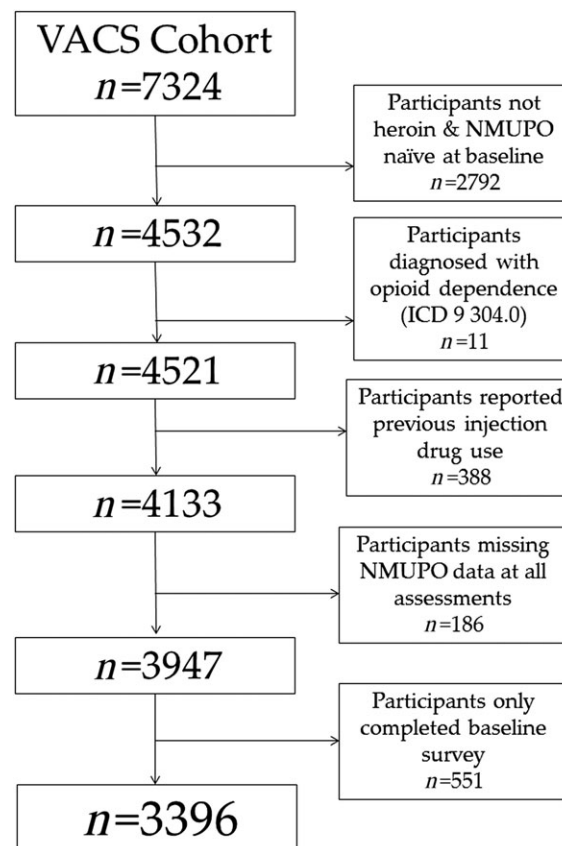 VACS Cohort
n=7324
Participants not
heroin & NMUPO
naïve at baseline
n=2792
n=4532
Participants
diagnosed with
opioid dependence
(ICD 9 304.0)
n=11
n=4521
Participants reported
previous injection
drug use
n=388
n=4133
Participants missing
NMUPO data at all
assessments
n=186
n=3947
Participants only
completed baseline
survey
n=551
n=3396